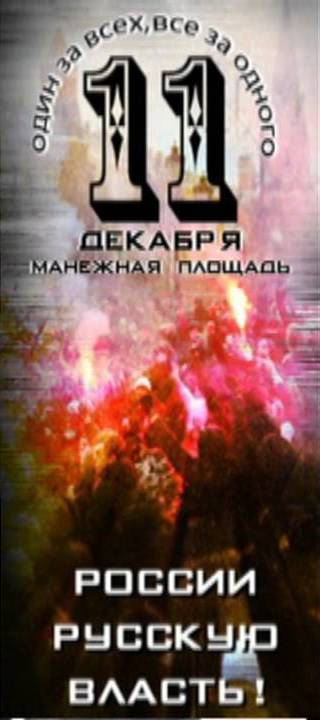 один за всех, все за одного
11
ДЕКАБРЯ
МАНЕЖНАЯ ПЛОЩАДЬ
РОССИИ
РУССКУЮ
ВЛАСТЬ!